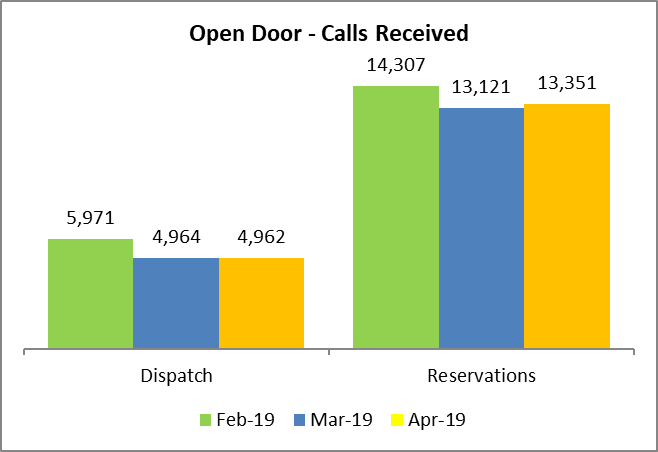 Open Door - Calls Received
14,307
13,121
13,351
5,971
4,964
4,962
Dispatch
Reservations
Feb-19
Mar-19
Apr-19